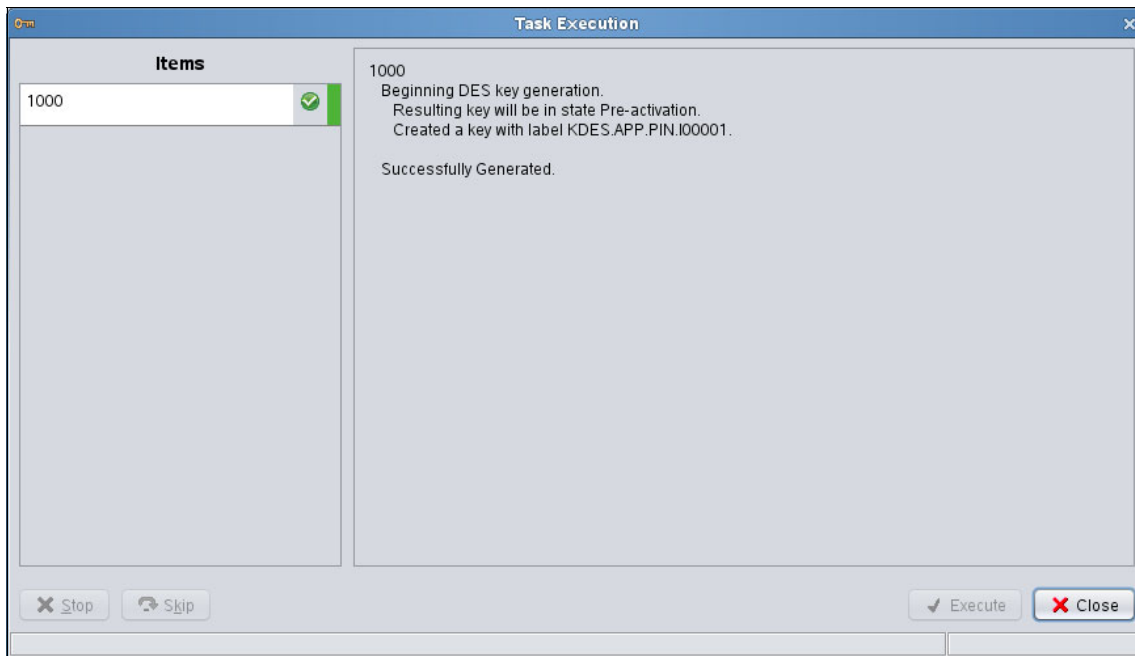 Task Execution
Items
1000
1000
Beginning DES key generation.
Resulting key will be in state Pre-activation.
Created a key with label KDES.APP.PIN.I00001.
Successfully Generated.
Stop
Skip
Execute
Close